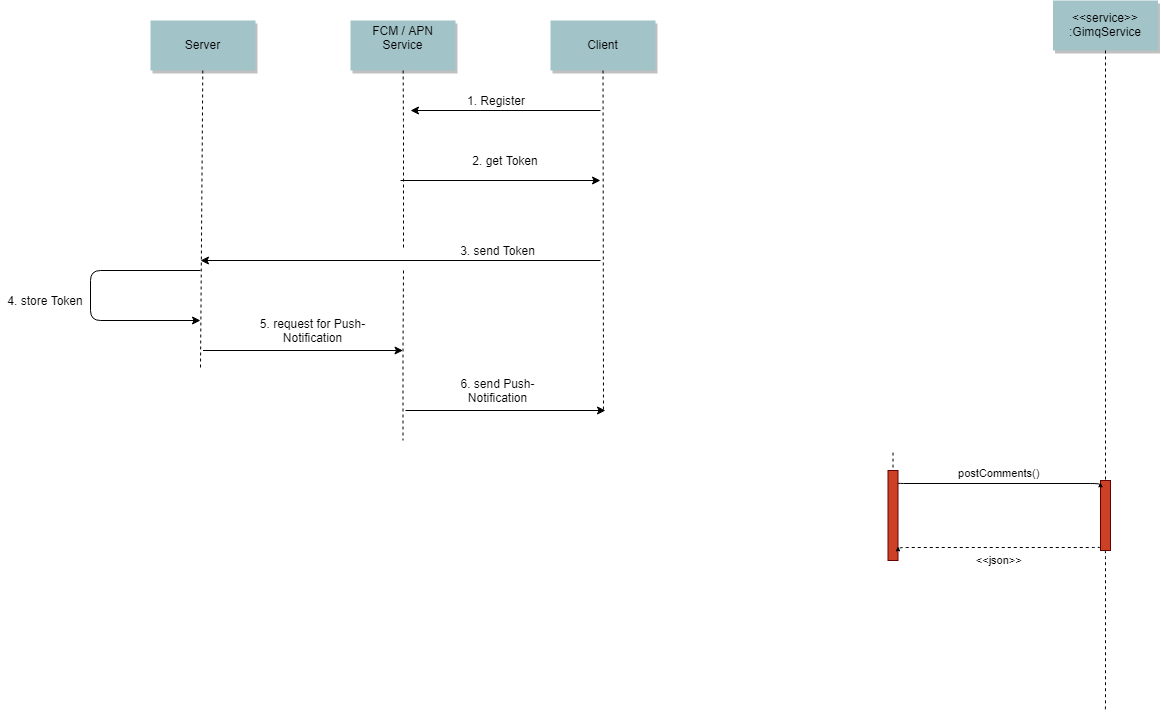 <<service>>
:GimqService
Server
FCM / APN
Service
Client
1. Register
2. get Token
3. send Token
4. store Token
5. request for Push-
Notification
6. send Push-
Notification
postComments()
<<json>>